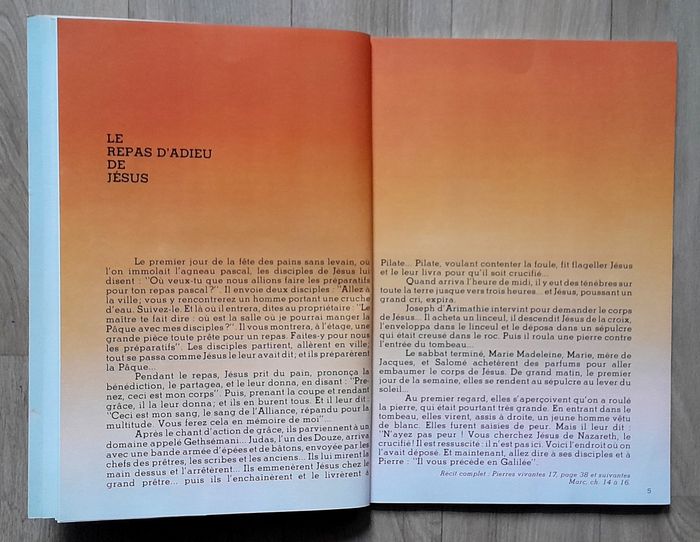 LE
REPAS D'ADIEU
DE
JÉSUS
Le premier jour de la fête des pains sans levain, où
l'on immolait l'agneau pascal, les disciples de Jésus lui
disent : "Où veux-tu que nous allions faire les préparatifs
pour ton repas pascal?". Il envoie deux disciples : "Allez à
la ville; vous y rencontrerez un homme portant une cruche
d'eau. Suivez-le. Et là où il entrera, dites au propriétaire : "Le
maître te fait dire : où est la salle où je pourrai manger la
Pâque avec mes disciples?". Il vous montrera, à l'étage, une
grande pièce toute prête pour un repas. Faites-y pour nous
les préparatifs". Les disciples partirent, allèrent en ville,
tout se passa comme Jésus le leur avait dit; et ils préparèrent
la Pâque...
Pendant le repas, Jésus prit du pain, prononça la
bénédiction, le partagea, et le leur donna, en disant : "Pre-
nez, ceci est mon corps". Puis, prenant la coupe et rendant
grâce, il la leur donna; et ils en burent tous. Et il leur dit :
"Ceci est mon sang, le sang de l'Alliance, répandu pour la
multitude. Vous ferez cela en mémoire de moi"...
Après le chant d'action de grâce, ils parviennent à un
domaine appelé Gethsémani... Judas, l'un des Douze, arriva
avec une bande armée d'épées et de bâtons, envoyée par les
chefs des prêtres, les scribes et les anciens... Ils lui mirent la
main dessus et l'arrêtèrent... Ils emmenèrent Jésus chez le
grand prêtre... puis ils l'enchaînèrent et le livrèrent à
Pilate... Pilate, voulant contenter la foule, fit flageller Jésus
et le leur livra pour qu'il soit crucifié...
Quand arriva l'heure de midi, il y eut des ténèbres sur
toute la terre jusque vers trois heures... et Jésus, poussant un
grand cri, expira.
Joseph d'Arimathie intervint pour demander le corps
de Jésus... Il acheta un linceul, il descendit Jésus de la croix,
l'enveloppa dans le linceul et le déposa dans un sépulcre
qui était creusé dans le roc. Puis il roula une pierre contre
l'entrée du tombeau...
Le sabbat terminé, Marie Madeleine, Marie, mère de
Jacques, et Salomé achetèrent des parfums pour aller
embaumer le corps de Jésus. De grand matin, le premier
jour de la semaine, elles se rendent au sépulcre au lever du
soleil...
Au premier regard, elles s'aperçoivent qu'on a roulé
la pierre, qui était pourtant très grande. En entrant dans le
tombeau, elles virent, assis à droite, un jeune homme vêtu
de blanc. Elles furent saisies de peur. Mais il leur dit :
"N'ayez pas peur ! Vous cherchez Jésus de Nazareth, le
crucifié! Il est ressuscité : il n'est pas ici. Voici l'endroit où on
l'avait déposé. Et maintenant, allez dire à ses disciples et à
Pierre : "Il vous précède en Galilée".
Récit complet : Pierres vivantes 17, page 38 et suivantes
Marc, ch. 14 à 16.
5